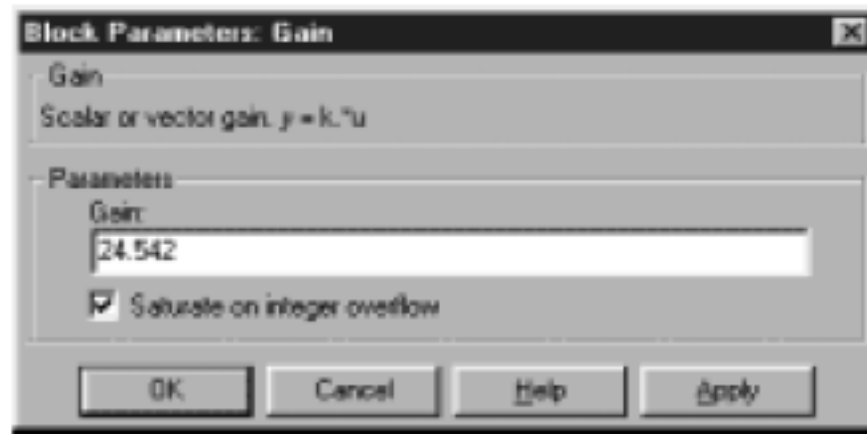 Block Parameters: Gain
Gain
Scalar or vector gain. y = k.*u
Parameters
Gain:
24.542
Saturate on integer overflow
OK
Cancel
Help
Apply